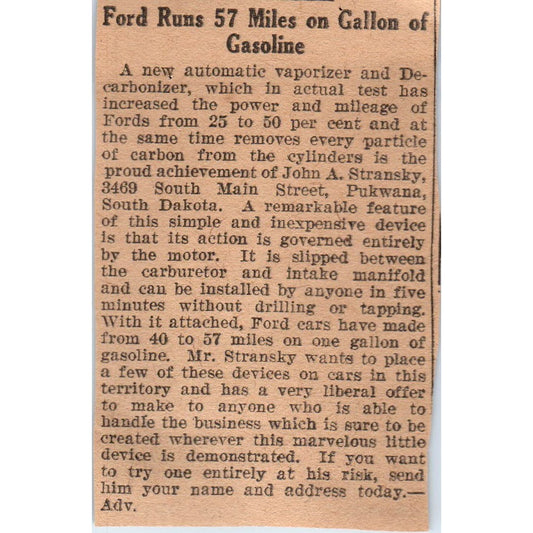 Ford Runs 57 Miles on Gallon of
Gasoline
A new automatic vaporizer and De-
carbonizer, which in actual test has
increased the power and mileage of
Fords from 25 to 50 per cent and at
the same time removes every particle
of carbon from the cylinders is the
proud achievement of John A. Stransky,
3469 South Main Street, Pukwana,
South Dakota. A remarkable feature
of this simple and inexpensive device
is that its action is governed entirely
by the motor. It is slipped between
the carburetor and intake manifold
and can be installed by anyone in five
minutes without drilling or tapping.
With it attached, Ford cars have made
from 40 to 57 miles on one gallon of
gasoline. Mr. Stransky wants to place
a few of these devices on cars in this
territory and has a very liberal offer
to make to anyone who is able to
handle the business which is sure to be
created wherever this marvelous little
device is demonstrated. If you want
to try one entirely at his risk, send
him your name and address today.—
Adv.